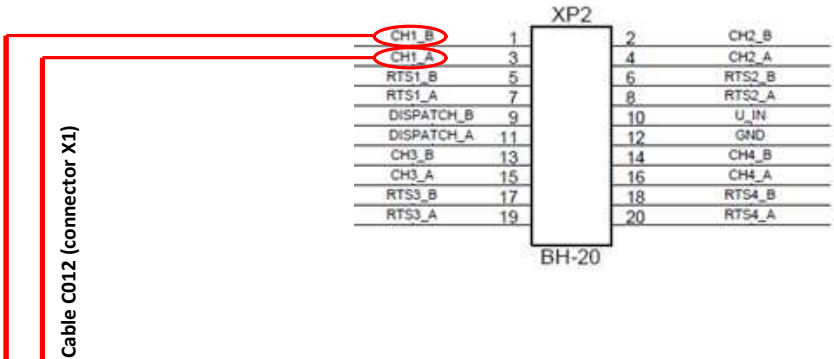 XP2
CH1_B 1 2 CH2_B
CH1_A 3 4 CH2_A
RTS1_B 5 6 RTS2_B
RTS1_A 7 8 RTS2_A
DISPATCH_B 9 10 U_IN
DISPATCH_A 11 12 GND
CH3_B 13 14 CH4_B
CH3_A 15 16 CH4_A
RTS3_B 17 18 RTS4_B
RTS3_A 19 20 RTS4_A
BH-20
Cable C012 (connector X1)